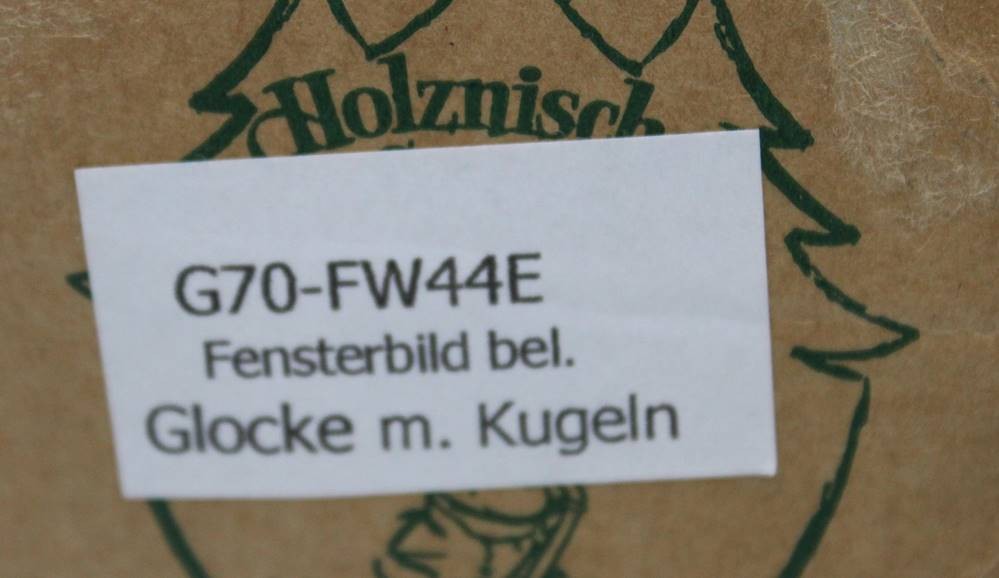 Holznisch
G70-FW44E
Fensterbild bel.
Glocke m. Kugeln